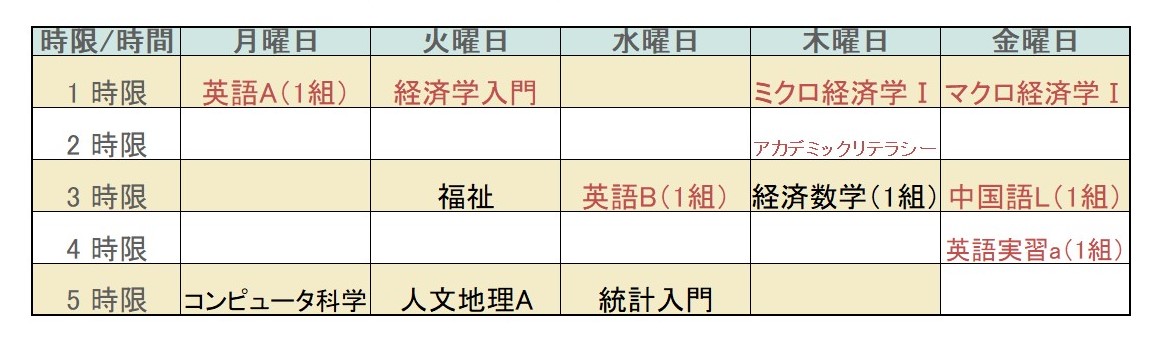 時限/時間 月曜日 火曜日 水曜日 木曜日 金曜日
1 時限 英語A(1組) 経済学入門 ミクロ経済学Ⅰ マクロ経済学Ⅰ
2 時限 アカデミックリテラシー
3 時限 福祉 英語B(1組) 経済数学(1組) 中国語L(1組)
4 時限 英語実習a(1組)
5 時限 コンピュータ科学 人文地理A 統計入門